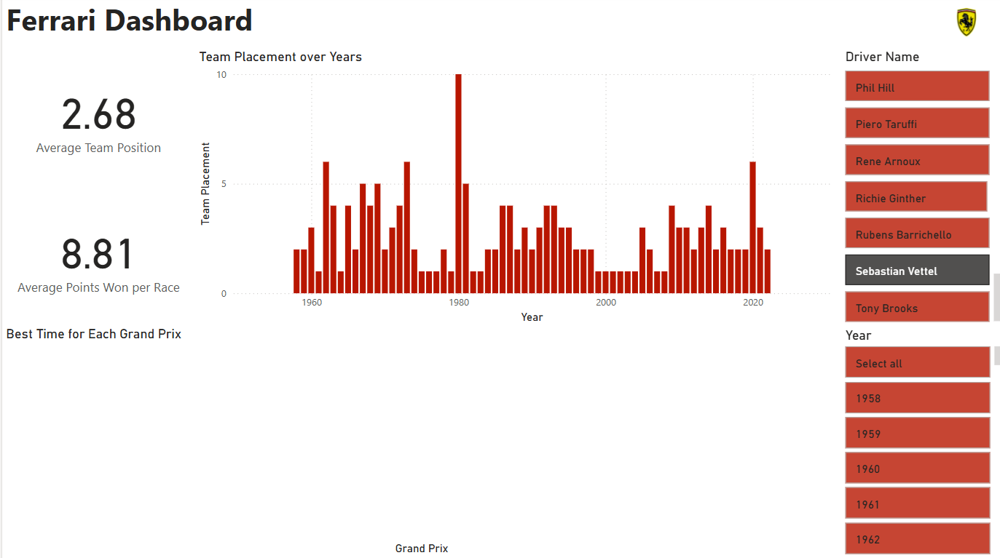 Ferrari Dashboard
2.68
Average Team Position
8.81
Average Points Won per Race
Team Placement over Years
Team Placement
10
5
0
1960
1980
2000
2020
Year
Driver Name
Phil Hill
Piero Taruffi
Rene Arnoux
Richie Ginther
Rubens Barrichello
Sebastian Vettel
Tony Brooks
Year
Select all
1958
1959
1960
1961
1962
Best Time for Each Grand Prix
Grand Prix